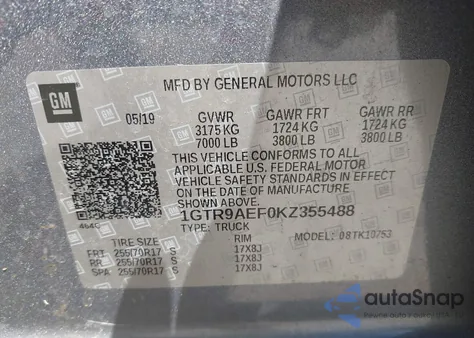 MFD BY GENERAL MOTORS LLC
GM
05/19 GVWR GAWR FRT GAWR RR
3175 KG 1724 KG 1724 KG
7000 LB 3800 LB 3800 LB
THIS VEHICLE CONFORMS TO ALL
APPLICABLE U.S. FEDERAL MOTOR
VEHICLE SAFETY STANDARDS IN EFFECT
ON THE DATE OF MANUFACTURE
SHOWN ABOVE.
1GTR9AEF0KZ355488
TYPE: TRUCK
464C
TIRE SIZE RIM MODEL: 08TK10753
FRT 255/70R17 S 17X8J
RR 255/70R17 S 17X8J
SPA 255/70R17 S 17X8J
autoSnap